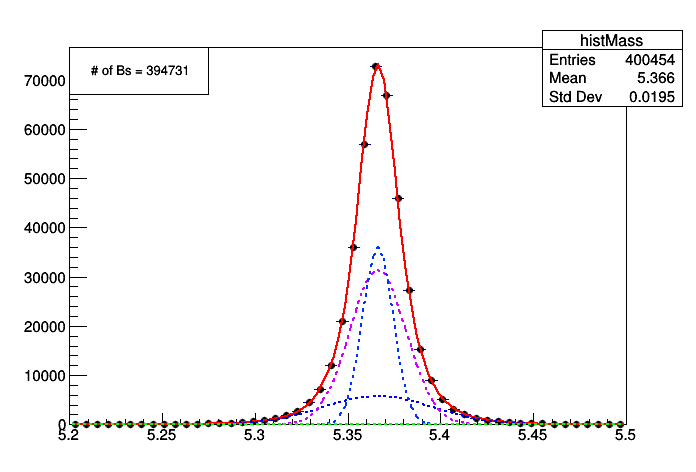 histMass
Entries 400454
Mean 5.366
Std Dev 0.0195
# of Bs = 394731
70000
60000
50000
40000
30000
20000
10000
0
5.2 5.25 5.3 5.35 5.4 5.45 5.5